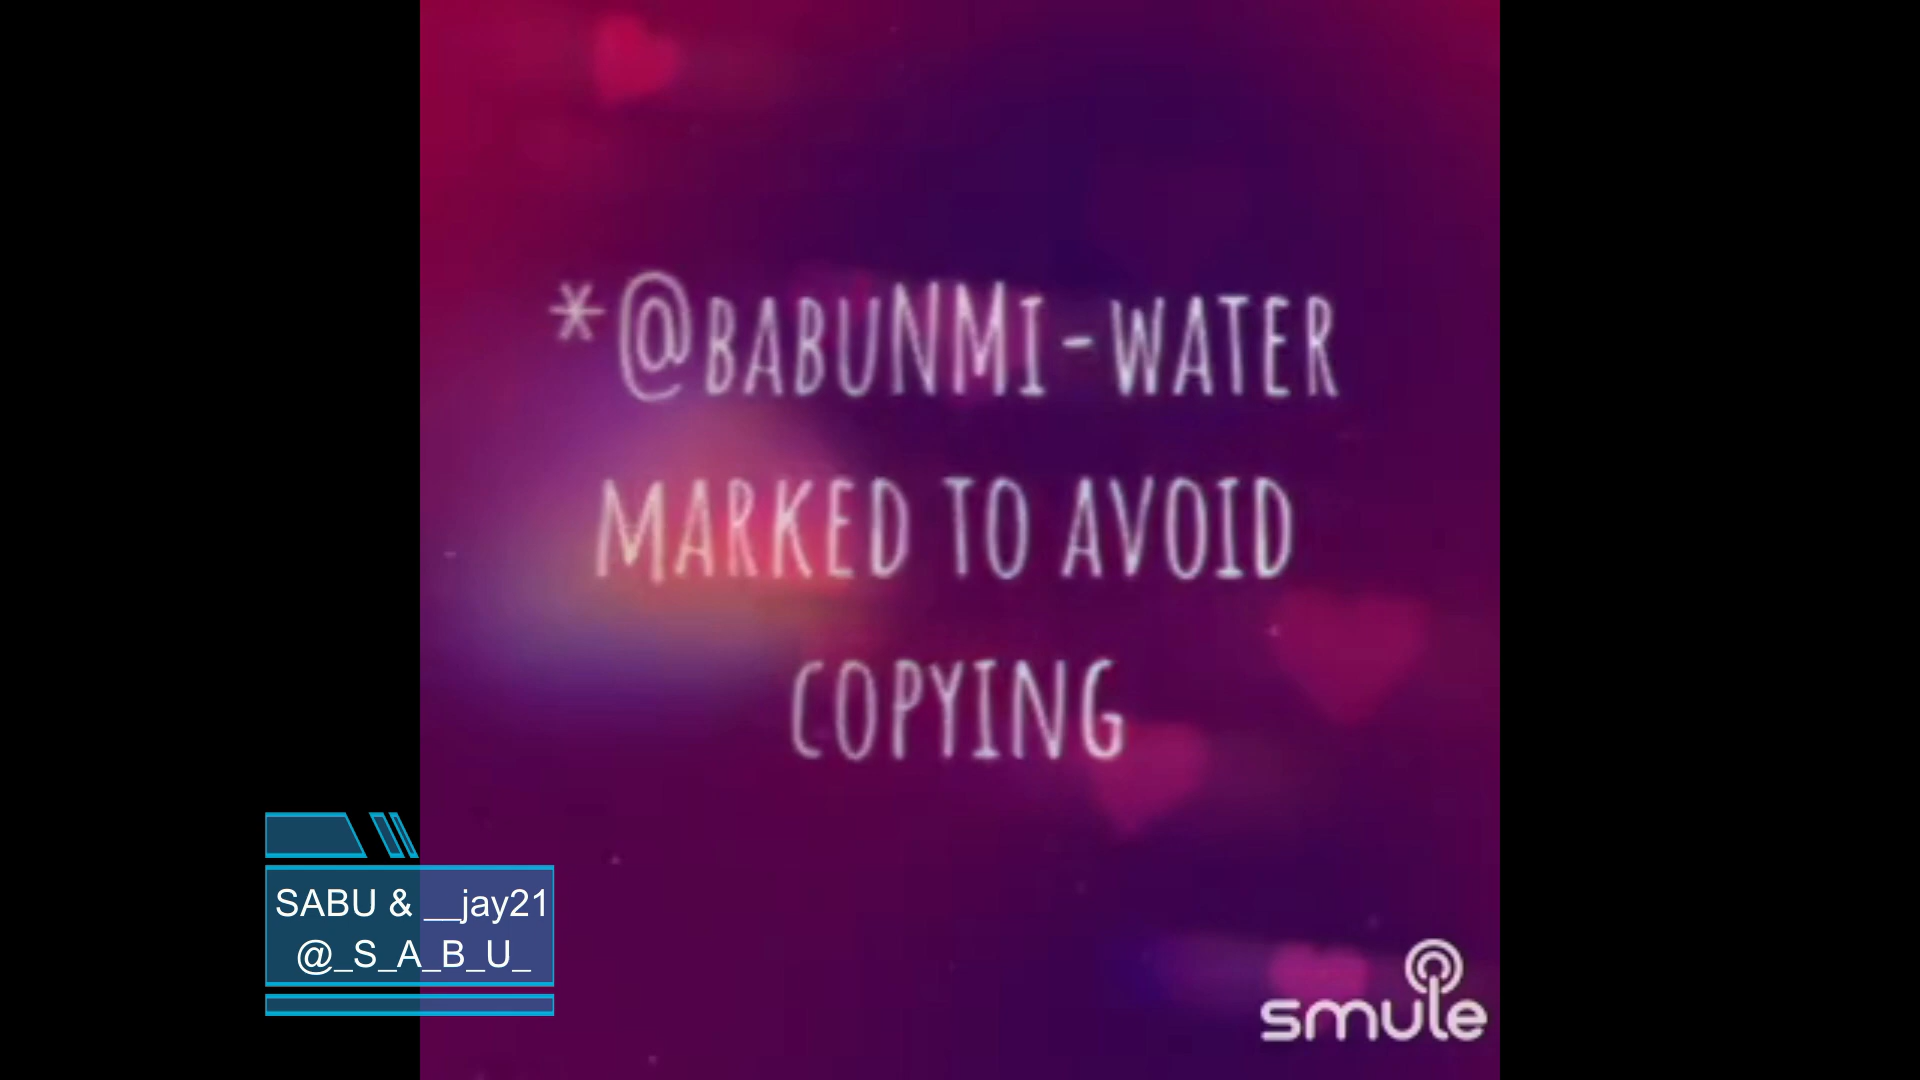 *@BABUNMI-WATER
MARKED TO AVOID
COPYING
SABU & __jay21
@_S_A_B_U_
smule